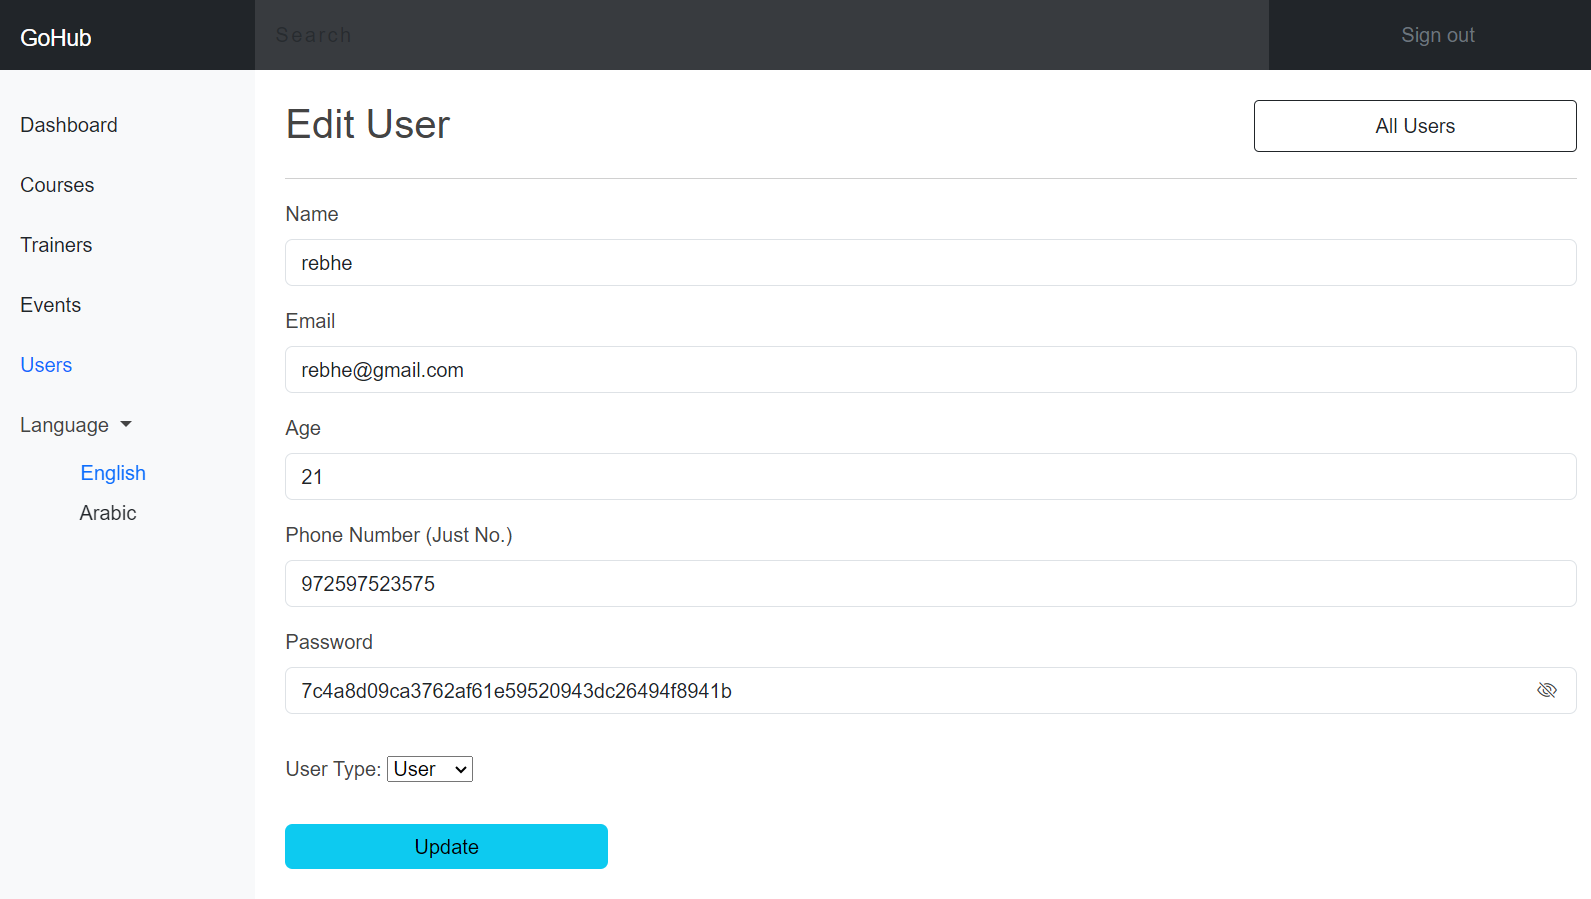 GoHub
Search
Sign out
Dashboard
Courses
Trainers
Events
Users
Language
English
Arabic
Edit User
All Users
Name
rebhe
Email
rebhe@gmail.com
Age
21
Phone Number (Just No.)
972597523575
Password
7c4a8d09ca3762af61e59520943dc26494f8941b
User Type: User
Update